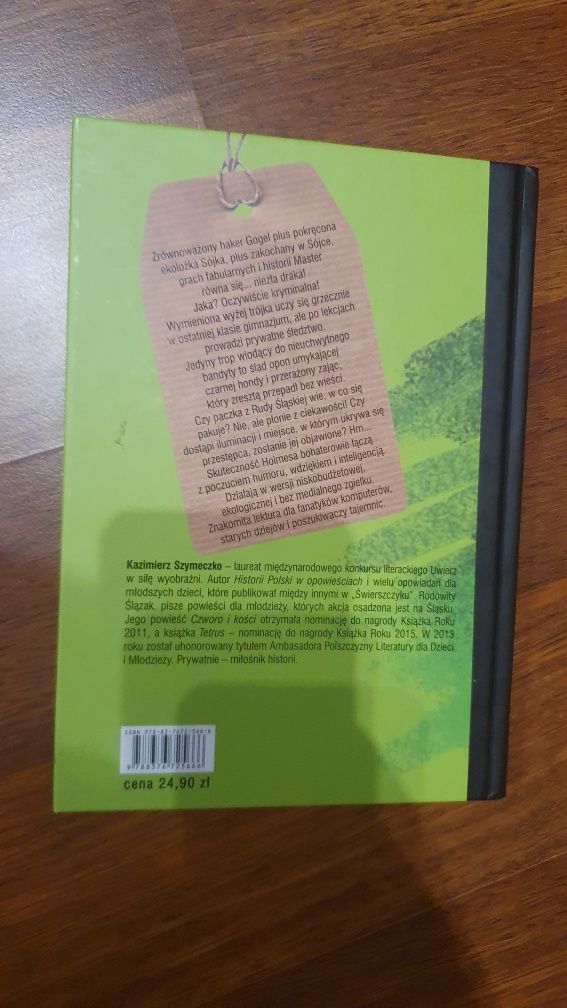 Zrównoważony haker Gogel plus pokręcona
ekolożka Sójka, plus zakochany w Sójce,
grach fabularnych i historii Master
równa się... niezła draka!
Jaka? Oczywiście kryminalna!
Wymieniona wyżej trójka uczy się grzecznie
w ostatniej klasie gimnazjum, ale po lekcjach
prowadzi prywatne śledztwo.
Jedyny trop wiodący do nieuchwytnego
bandyty to ślad opon umykającej
czarnej hondy i przerażony zając,
który zresztą przepadł bez wieści.
Czy paczka z Rudy Śląskiej wie, w co się
pakuje? Nie, ale płonie z ciekawości! Czy
dostąpi iluminacji i miejsce, w którym ukrywa się
przestępca, zostanie jej objawione? Hm...
Skuteczność Holmesa bohaterowie łączą
z poczuciem humoru, wdziękiem i inteligencją.
Działają w wersji niskobudżetowej,
ekologicznej i bez medialnego zgiełku.
Znakomita lektura dla fanatyków komputerów,
starych dziejów i poszukiwaczy tajemnic.
Kazimierz Szymeczko – laureat międzynarodowego konkursu literackiego Uwierz
w siłę wyobraźni. Autor Historii Polski w opowieściach i wielu opowiadań dla
młodszych dzieci, które publikował między innymi w „Świerszczyku”. Rodowity
Ślązak, pisze powieści dla młodzieży, których akcja osadzona jest na Śląsku.
Jego powieść Czworo i kości otrzymała nominację do nagrody Książka Roku
2011, a książka Tetrus – nominację do nagrody Książka Roku 2015. W 2013
roku został uhonorowany tytułem Ambasadora Polszczyzny Literatury dla Dzieci
i Młodzieży. Prywatnie – miłośnik historii.
ISBN 978-83-7672-566-6
9 788376 725666
cena 24,90 zł